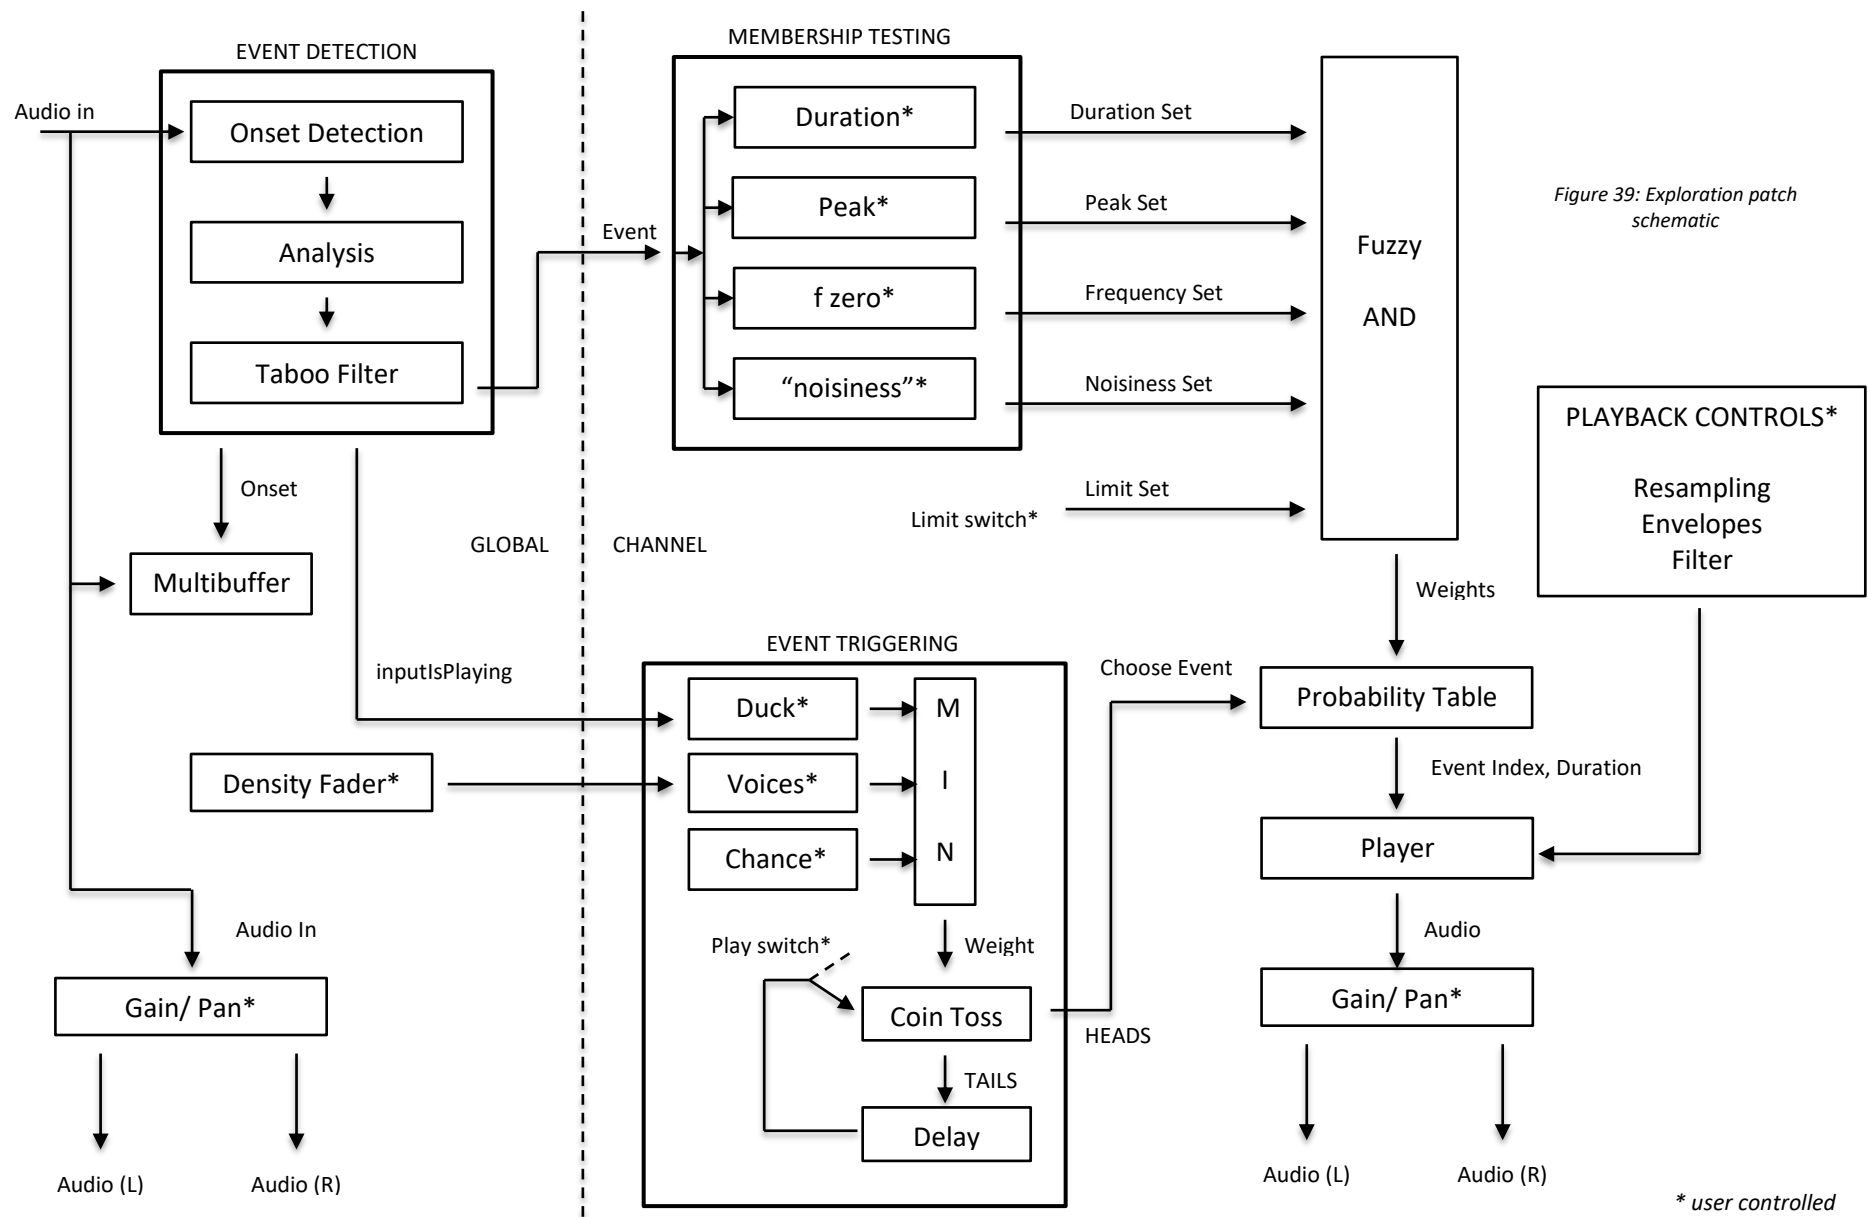 EVENT DETECTION
Audio in
Onset Detection
Analysis
Taboo Filter
Onset
Multibuffer
inputIsPlaying
Density Fader*
Audio In
Gain/ Pan*
Audio (L)
Audio (R)
GLOBAL
CHANNEL
Event
MEMBERSHIP TESTING
Duration*
Peak*
f zero*
“noisiness”*
Duration Set
Peak Set
Frequency Set
Noisiness Set
Limit Set
Limit switch*
Fuzzy
AND
Figure 39: Exploration patch
schematic
PLAYBACK CONTROLS*
Resampling
Envelopes
Filter
Weights
EVENT TRIGGERING
Duck*
Voices*
Chance*
M
I
N
Play switch*
Weight
Coin Toss
TAILS
Delay
HEADS
Choose Event
Probability Table
Event Index, Duration
Player
Audio
Gain/ Pan*
Audio (L)
Audio (R)
* user controlled